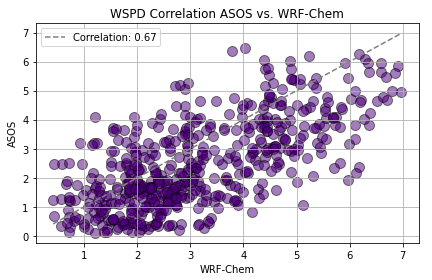 WSPD Correlation ASOS vs. WRF-Chem
Correlation: 0.67
7
6
5
4
3
2
1
0
ASOS
1 2 3 4 5 6 7
WRF-Chem